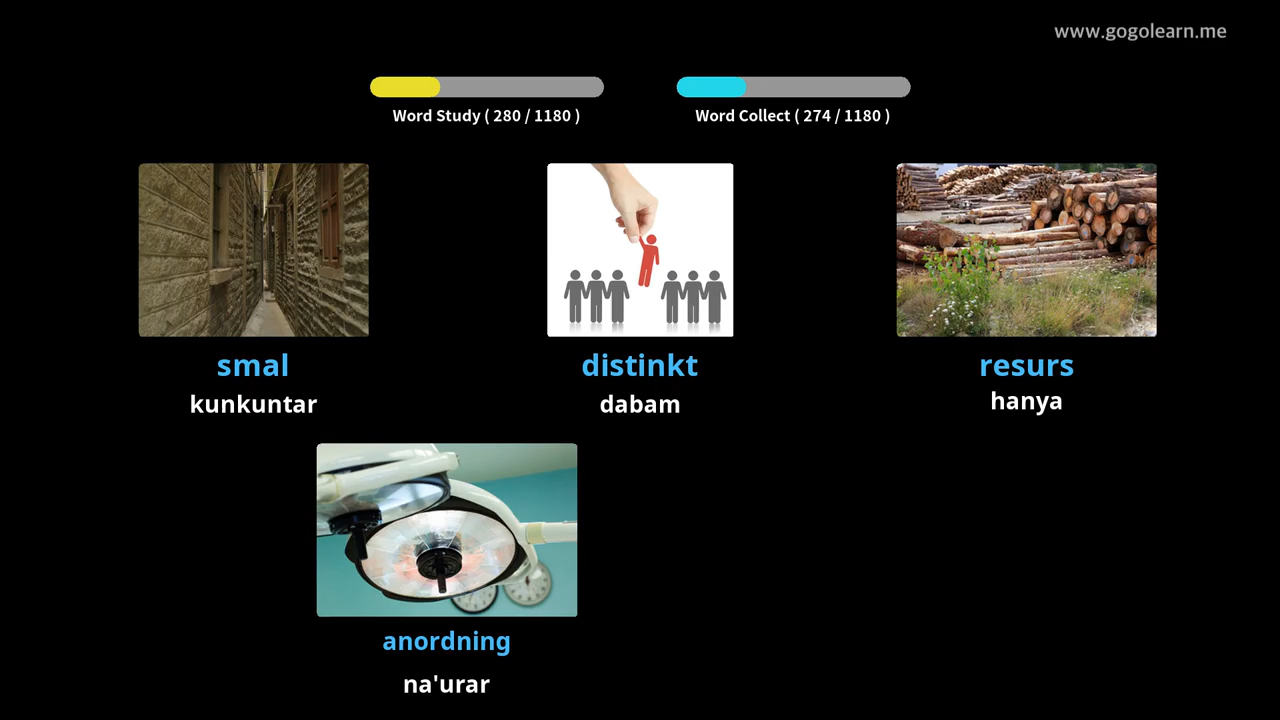 www.gogolearn.me
Word Study ( 280 / 1180 )
Word Collect ( 274 / 1180 )
smal
distinkt
resurs
kunkuntar
dabam
hanya
anordning
na'urar